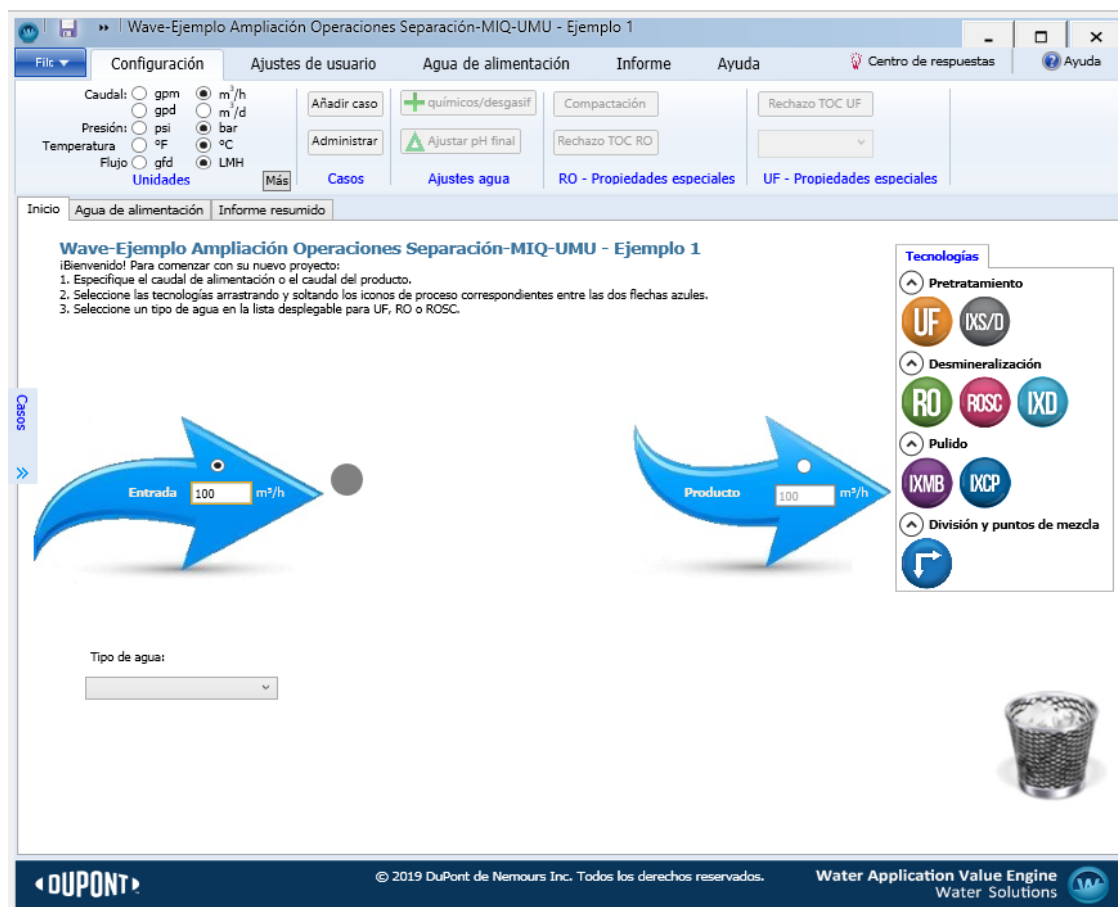 Wave-Ejemplo Ampliación Operaciones Separación-MIQ-UMU - Ejemplo 1
File Configuración Ajustes de usuario Agua de alimentación Informe Ayuda Centro de respuestas Ayuda
Caudal: gpm m³/h
gpd m³/d
Presión: psi bar
Temperatura °F °C
Flujo gfd LMH
Unidades
Más
Añadir caso
Administrar
Casos
químicos/desgasif
Ajustar pH final
Ajustes agua
Compactación
Rechazo TOC RO
RO - Propiedades especiales
Rechazo TOC UF
UF - Propiedades especiales
Inicio Agua de alimentación Informe resumido
Wave-Ejemplo Ampliación Operaciones Separación-MIQ-UMU - Ejemplo 1
¡Bienvenido! Para comenzar con su nuevo proyecto:
1. Especifique el caudal de alimentación o el caudal del producto.
2. Seleccione las tecnologías arrastrando y soltando los iconos de proceso correspondientes entre las dos flechas azules.
3. Seleccione un tipo de agua en la lista desplegable para UF, RO o ROSC.
Casos
Entrada 100 m³/h
Producto 100 m³/h
Tecnologías
Pretratamiento
UF IXS/D
Desmineralización
RO ROSC IXD
Pulido
IXMB IXCP
División y puntos de mezcla
Tipo de agua:
DUPONT
© 2019 DuPont de Nemours Inc. Todos los derechos reservados.
Water Application Value Engine
Water Solutions
W